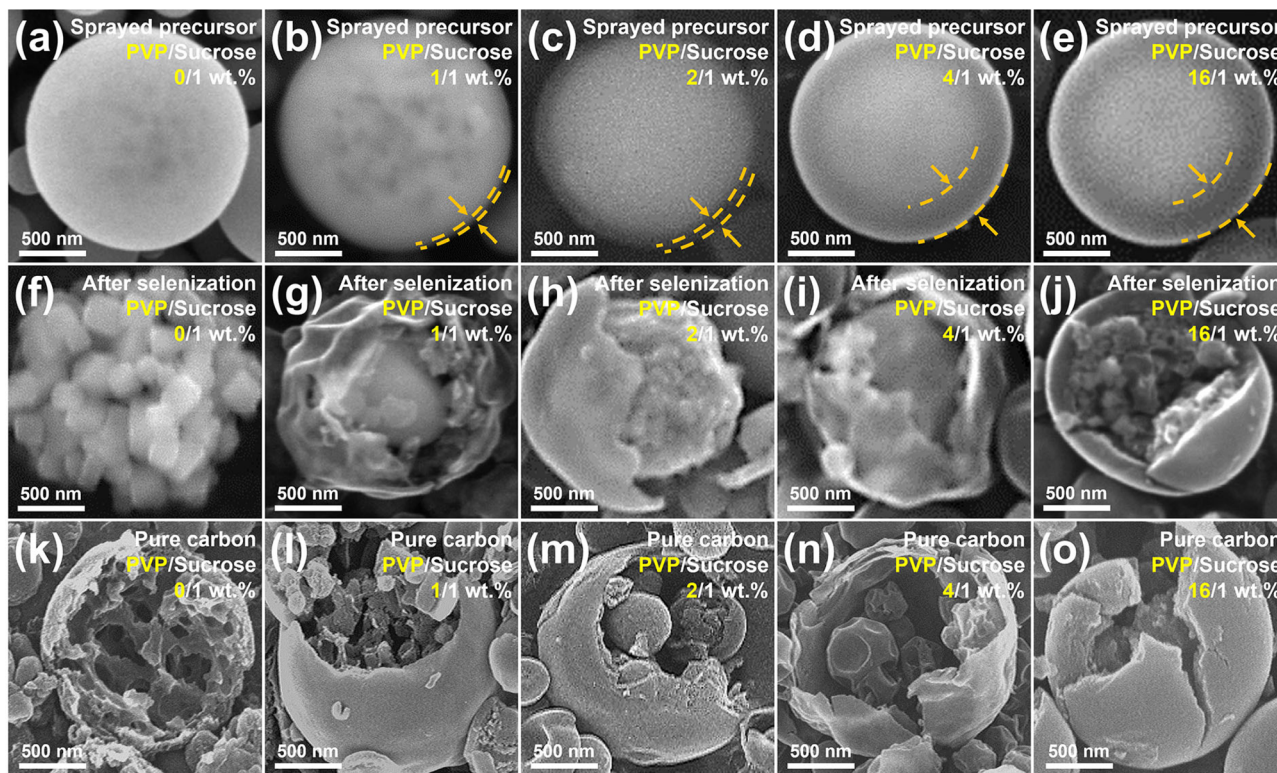 (a) Sprayed precursor
PVP/Sucrose
0/1 wt.%
500 nm
(b) Sprayed precursor
PVP/Sucrose
1/1 wt.%
500 nm
(c) Sprayed precursor
PVP/Sucrose
2/1 wt.%
500 nm
(d) Sprayed precursor
PVP/Sucrose
4/1 wt.%
500 nm
(e) Sprayed precursor
PVP/Sucrose
16/1 wt.%
500 nm
(f) After selenization
PVP/Sucrose
0/1 wt.%
500 nm
(g) After selenization
PVP/Sucrose
1/1 wt.%
500 nm
(h) After selenization
PVP/Sucrose
2/1 wt.%
500 nm
(i) After selenization
PVP/Sucrose
4/1 wt.%
500 nm
(j) After selenization
PVP/Sucrose
16/1 wt.%
500 nm
(k) Pure carbon
PVP/Sucrose
0/1 wt.%
500 nm
(l) Pure carbon
PVP/Sucrose
1/1 wt.%
500 nm
(m) Pure carbon
PVP/Sucrose
2/1 wt.%
500 nm
(n) Pure carbon
PVP/Sucrose
4/1 wt.%
500 nm
(o) Pure carbon
PVP/Sucrose
16/1 wt.%
500 nm